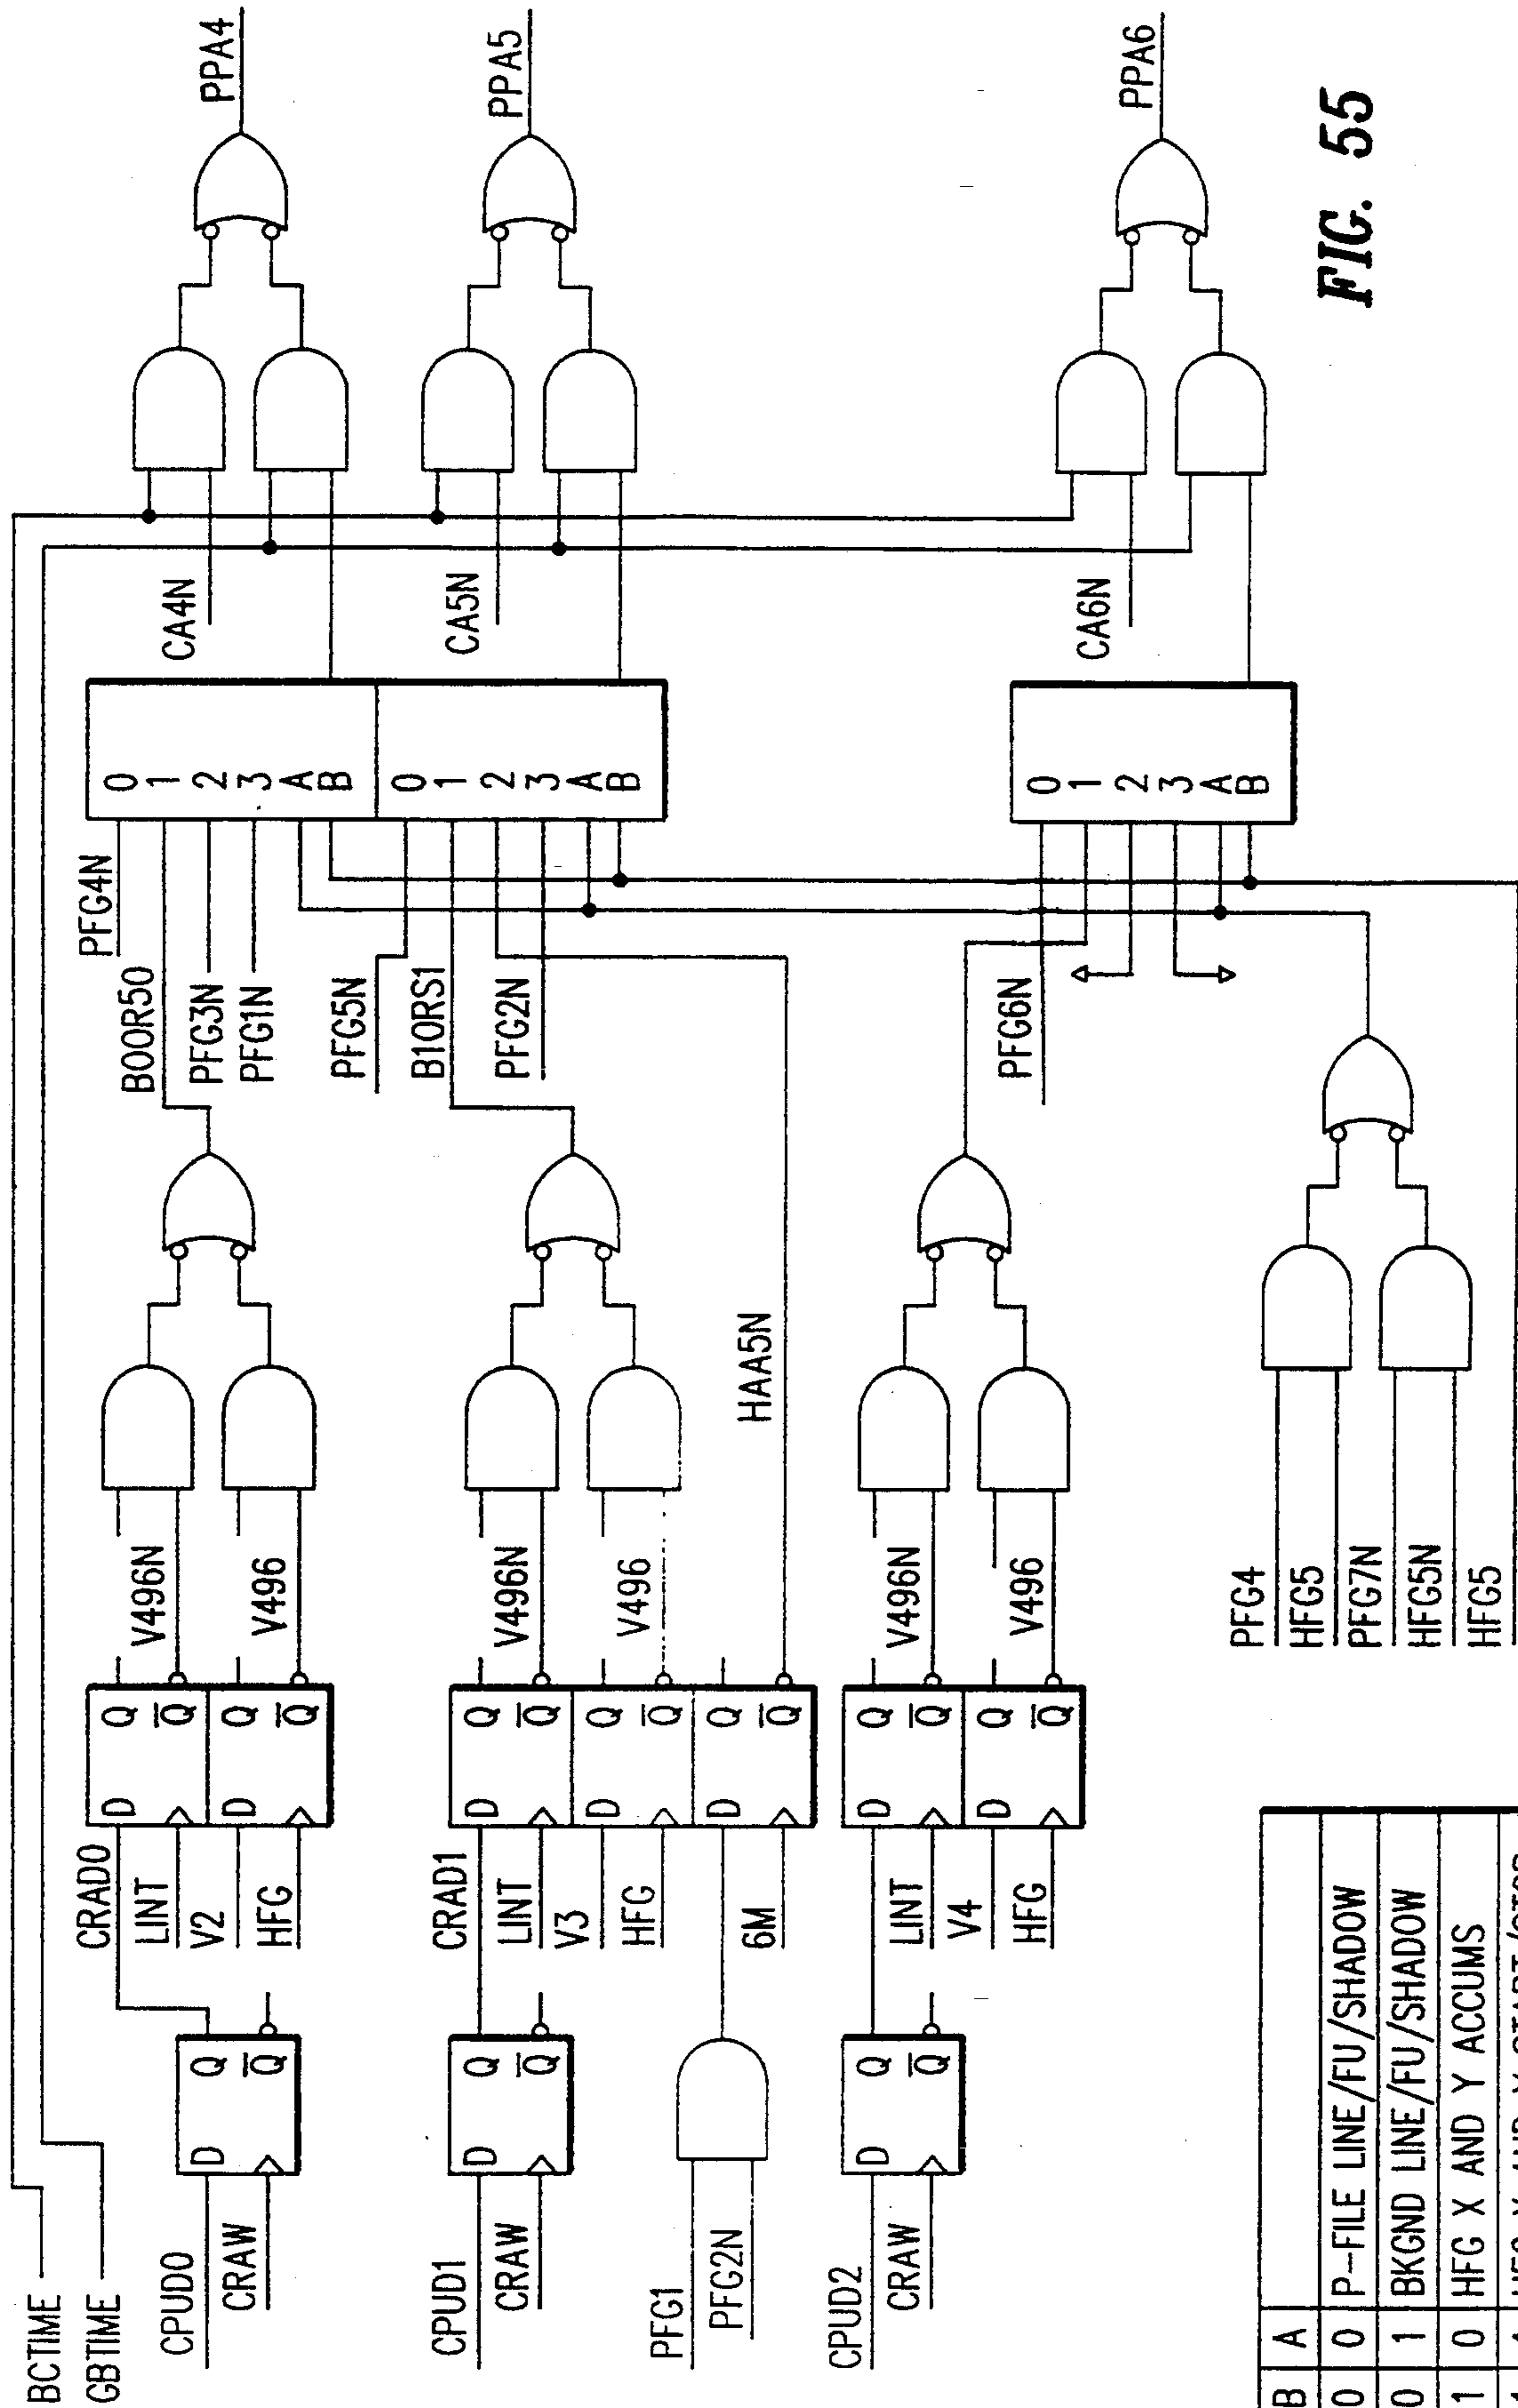 BCTIME
GBTIME
CPUD0
CRAW
D Q
Q
CRAD0
LINT
V2
HFG
D Q
Q
D Q
Q
V496N
V496
B00R50
PFG4N
PFG3N
PFG1N
0
1
2
3
A
B
CA4N
PPA4
CPUD1
CRAW
D Q
Q
CRAD1
LINT
V3
HFG
6M
D Q
Q
D Q
Q
D Q
Q
V496N
V496
HAA5N
PFG5N
B10RS1
PFG2N
0
1
2
3
A
B
CA5N
PPA5
PFG1
PFG2N
CPUD2
CRAW
D Q
Q
LINT
V4
HFG
D Q
Q
D Q
Q
V496N
V496
PFG6N
0
1
2
3
A
B
CA6N
PPA6
PFG4
HFG5
PFG7N
HFG5N
HFG5
B A
0 0 P-FILE LINE/FU/SHADOW
0 1 BKGND LINE/FU/SHADOW
1 0 HFG X AND Y ACCUMS
FIG. 55